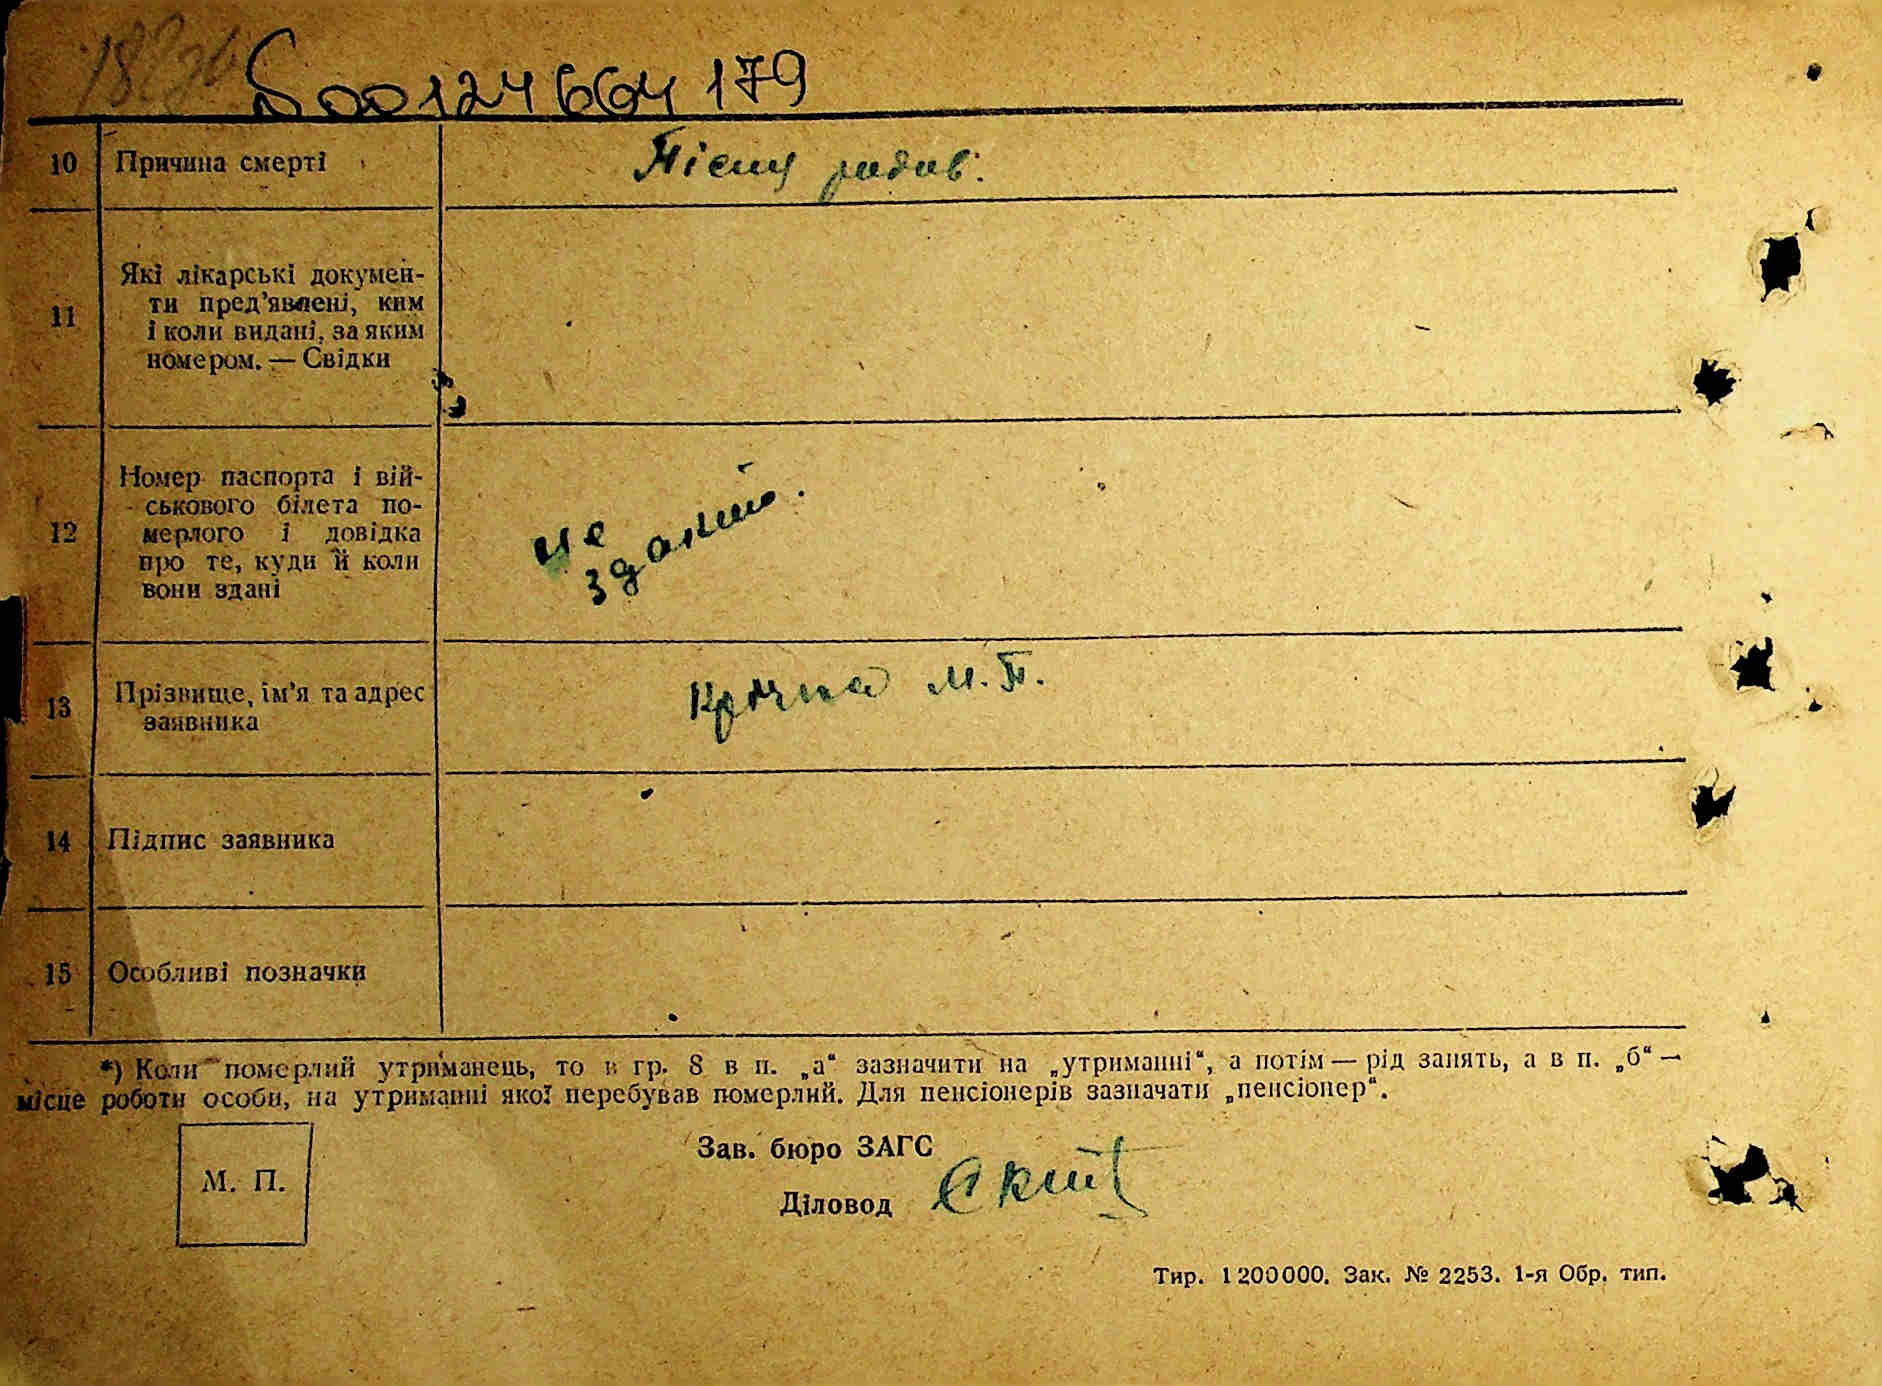 S00124664179
10 Причина смерті Після родов.
11 Які лікарські докумен-
ти пред’явлені, ким
і коли видані, за яким
номером. — Свідки
12 Номер паспорта і вій-
ськового білета по-
мерлого і довідка
про те, куди й коли
вони здані
не
зданий.
13 Прізвище, ім’я та адрес
заявника
М. П.
14 Підпис заявника
15 Особливі позначки
*) Коли померлий утриманець, то в гр. 8 в п. „а“ зазначити на „утриманні“, а потім — рід занять, а в п. „б“ —
місце роботи особи, на утриманні якої перебував померлий. Для пенсіонерів зазначати „пенсіонер“.
М. П.
Зав. бюро ЗАГС
Діловод
Тир. 1200000. Зак. № 2253. 1-я Обр. тип.